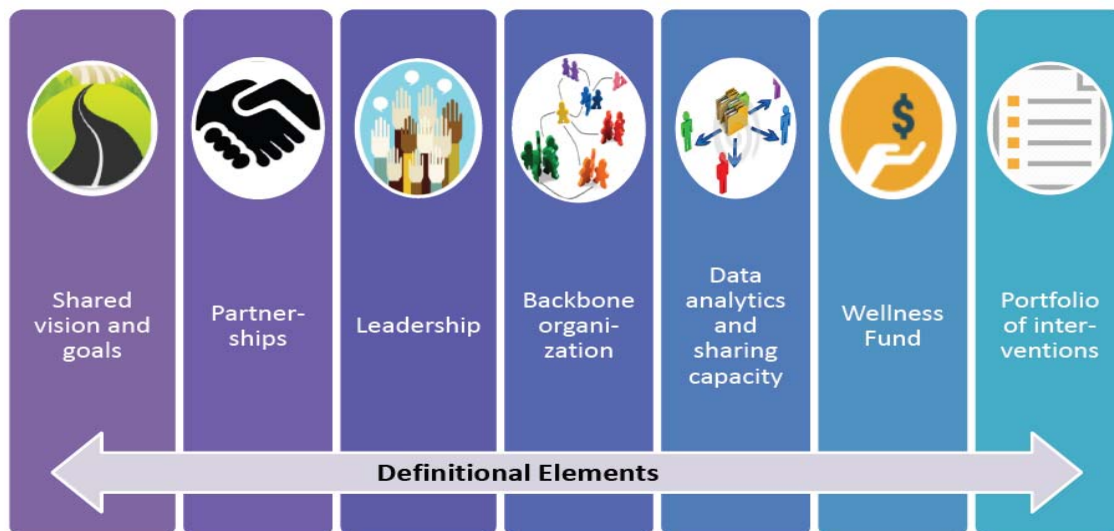 Shared
vision and
goals
Partner-
ships
Leadership
Backbone
organi-
zation
Data
analytics
and
sharing
capacity
Wellness
Fund
Portfolio
of inter-
ventions
Definitional Elements